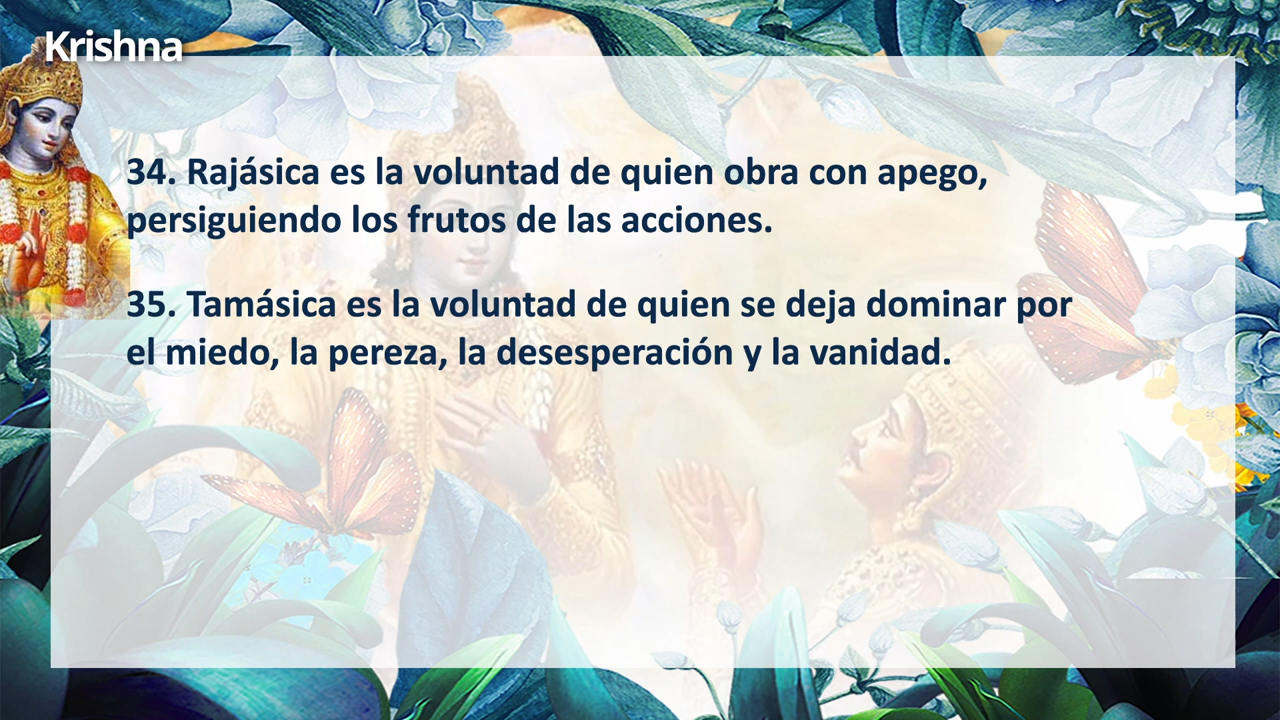 Krishna
34. Rajásica es la voluntad de quien obra con apego,
persiguiendo los frutos de las acciones.
35. Tamásica es la voluntad de quien se deja dominar por
el miedo, la pereza, la desesperación y la vanidad.